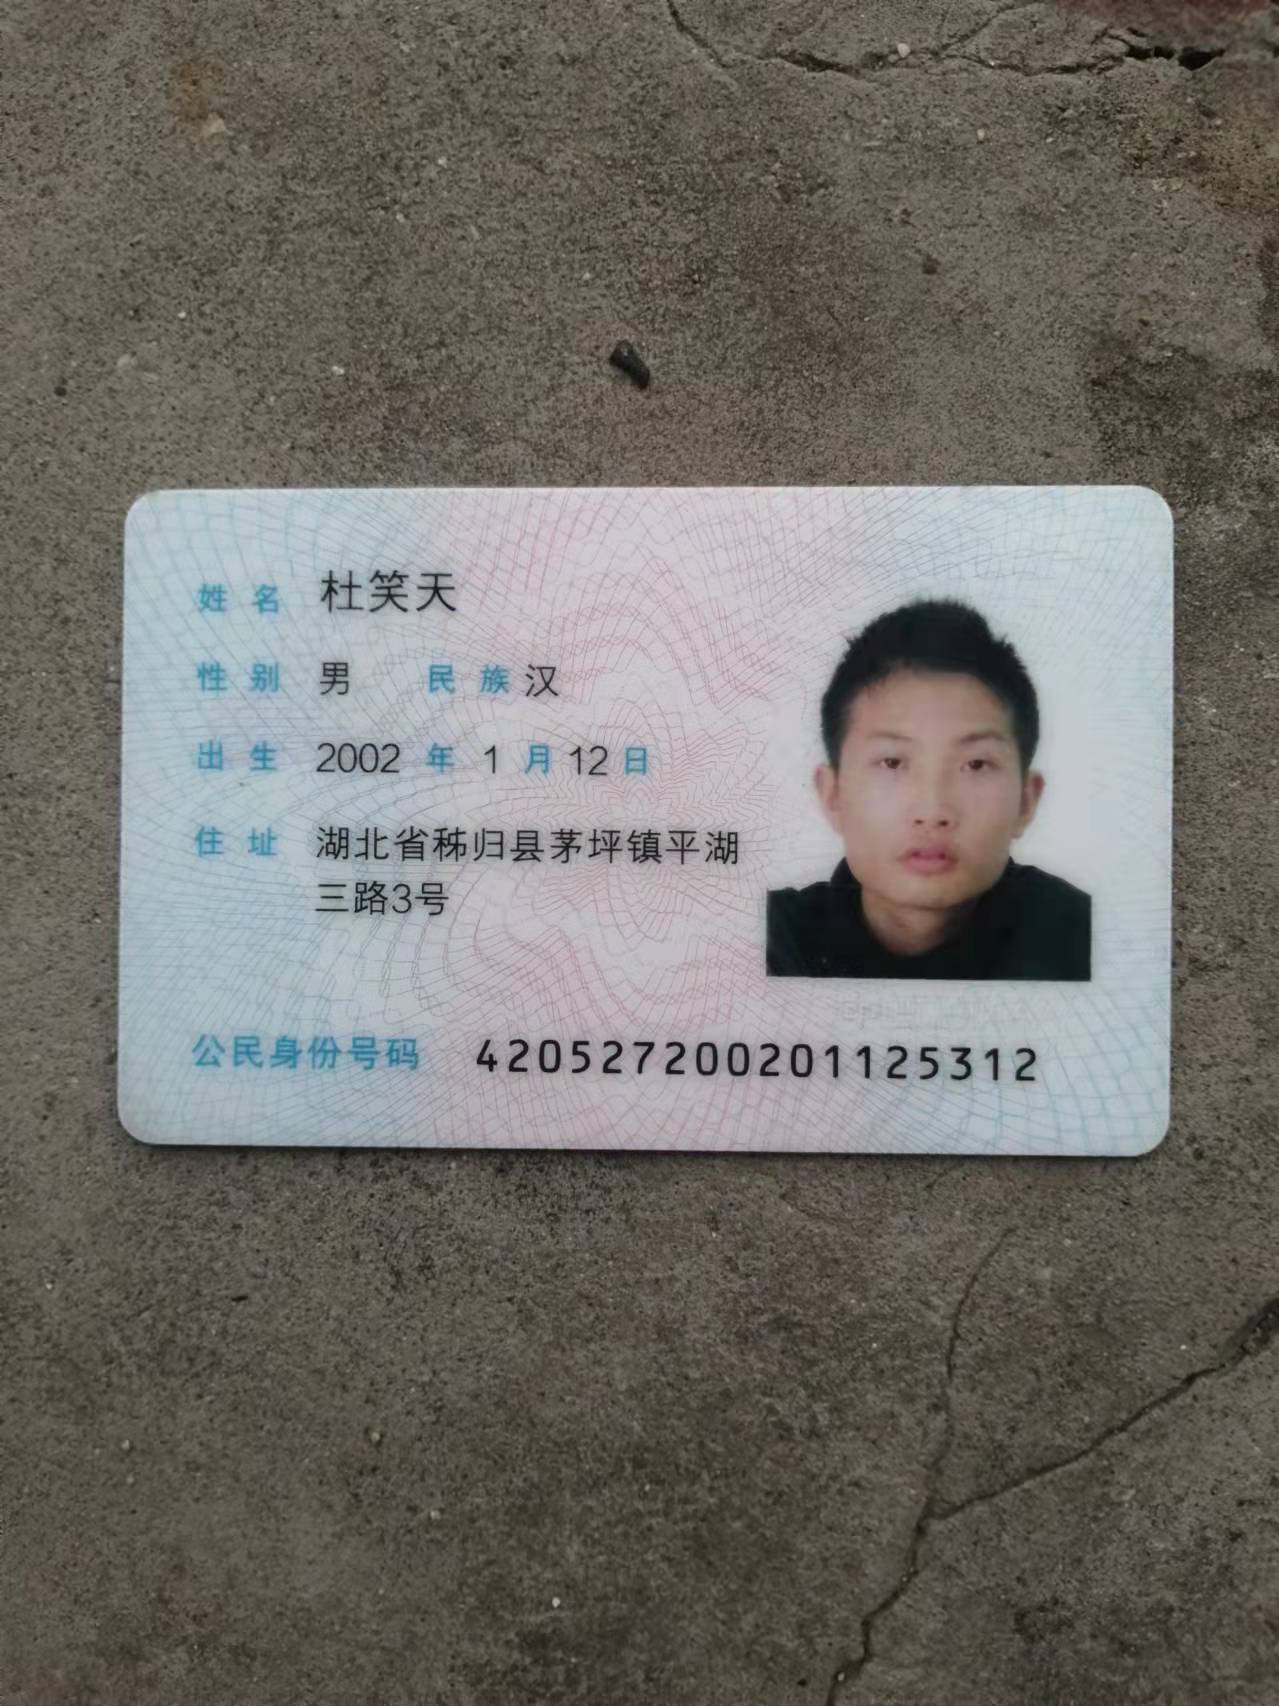 姓名 杜笑天
性别 男 民族 汉
出生 2002 年 1 月 12 日
住址 湖北省秭归县茅坪镇平湖
三路3号
公民身份号码 420527200201125312